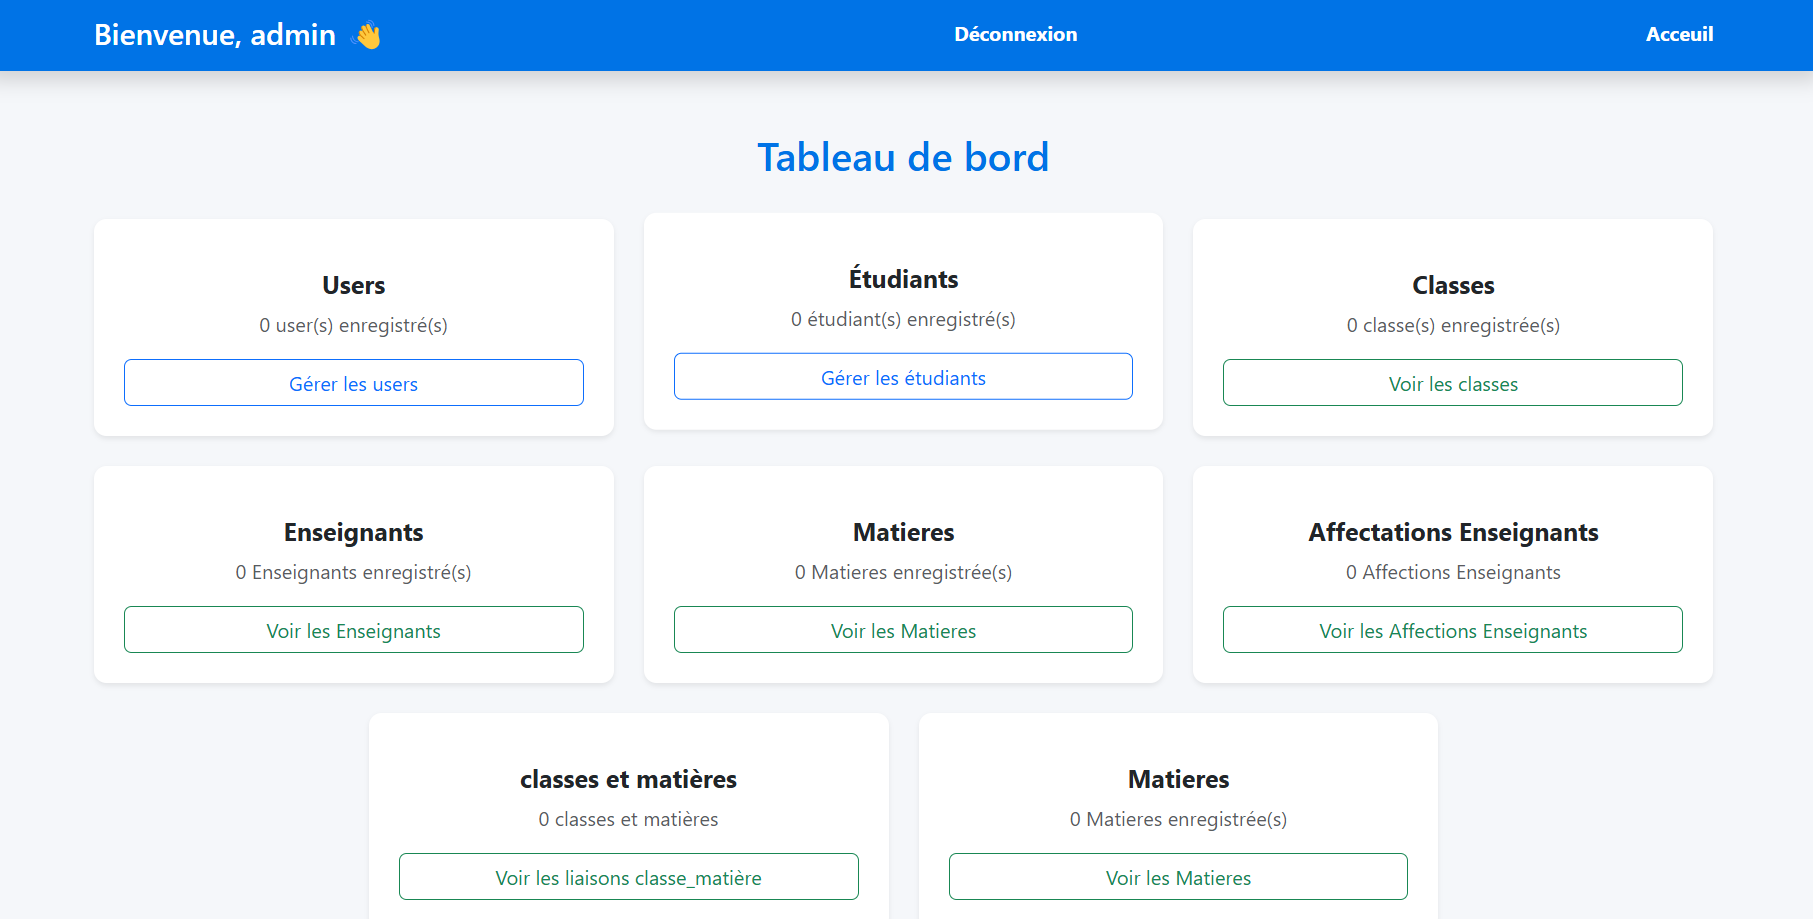 Bienvenue, admin 👋
Déconnexion
Acceuil
Tableau de bord
Users
0 user(s) enregistré(s)
Gérer les users
Étudiants
0 étudiant(s) enregistré(s)
Gérer les étudiants
Classes
0 classe(s) enregistrée(s)
Voir les classes
Enseignants
0 Enseignants enregistré(s)
Voir les Enseignants
Matieres
0 Matieres enregistrée(s)
Voir les Matieres
Affectations Enseignants
0 Affections Enseignants
Voir les Affections Enseignants
classes et matières
0 classes et matières
Voir les liaisons classe_matière
Matieres
0 Matieres enregistrée(s)
Voir les Matieres